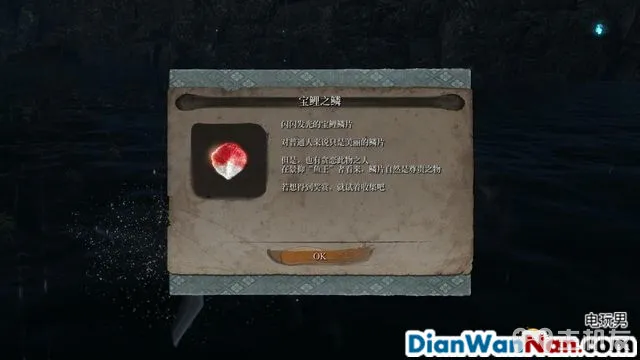 宝鲤之鳞
闪闪发光的宝鲤鳞片
对普通人来说只是美丽的鳞片
但是，也有贪恋此物之人
在景仰“鱼王”者看来，鳞片自然是尊贵之物
若想得到奖赏，就试着收集吧
OK
电玩男
DianWanNan.com